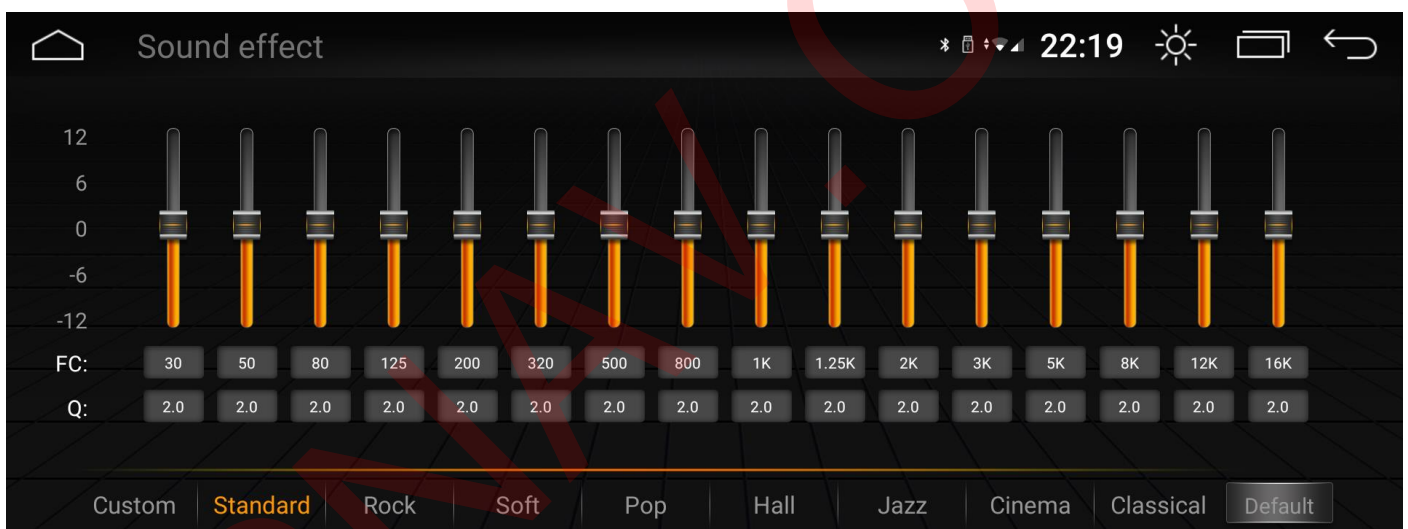 Sound effect 22:19
12
6
0
-6
-12
FC: 30 50 80 125 200 320 500 800 1K 1.25K 2K 3K 5K 8K 12K 16K
Q: 2.0 2.0 2.0 2.0 2.0 2.0 2.0 2.0 2.0 2.0 2.0 2.0 2.0 2.0 2.0 2.0
Custom Standard Rock Soft Pop Hall Jazz Cinema Classical Default